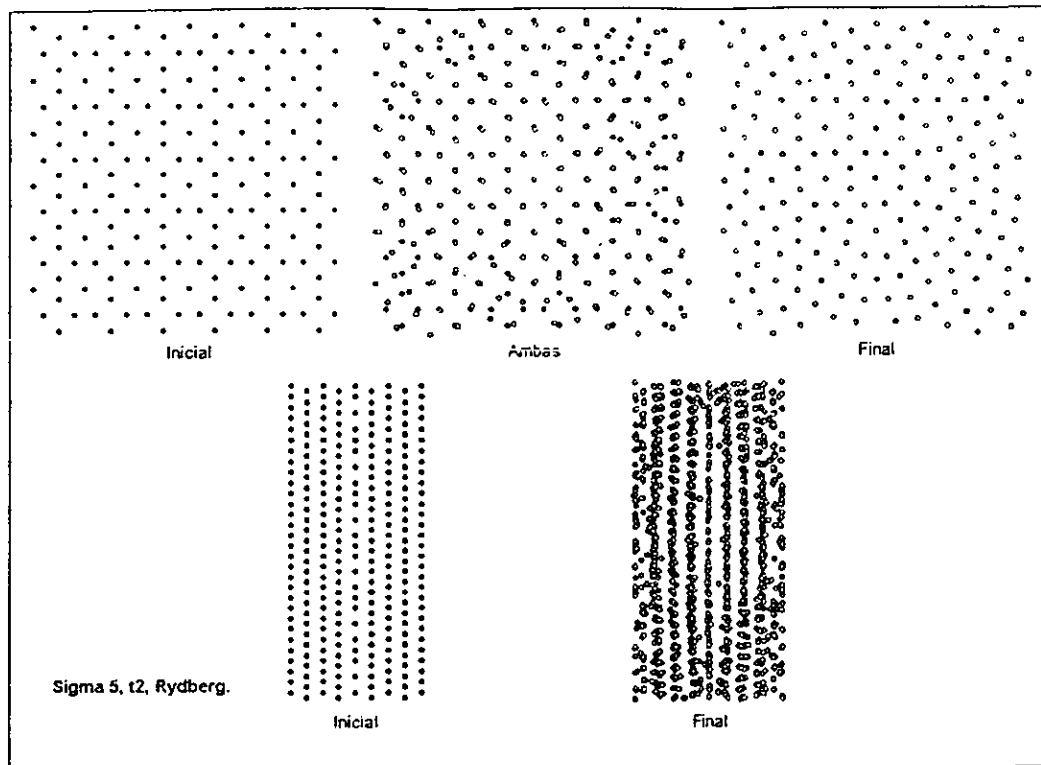 Inicial
Ambas
Final
Sigma 5, t2, Rydberg.
Inicial
Final